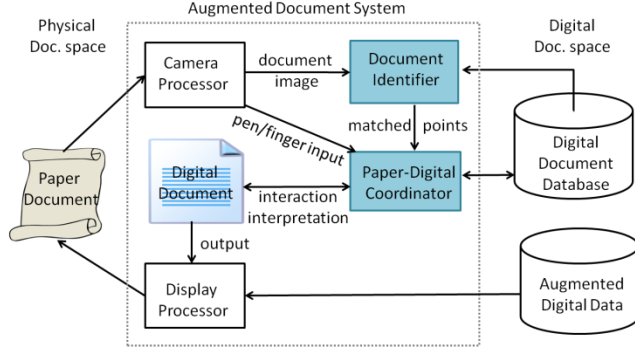 Augmented Document System
Physical
Doc. space
Digital
Doc. space
Camera
Processor
document
image
Document
Identifier
pen/finger input
matched points
Paper
Document
Digital
Document
interaction
interpretation
Paper-Digital
Coordinator
Digital
Document
Database
output
Display
Processor
Augmented
Digital Data